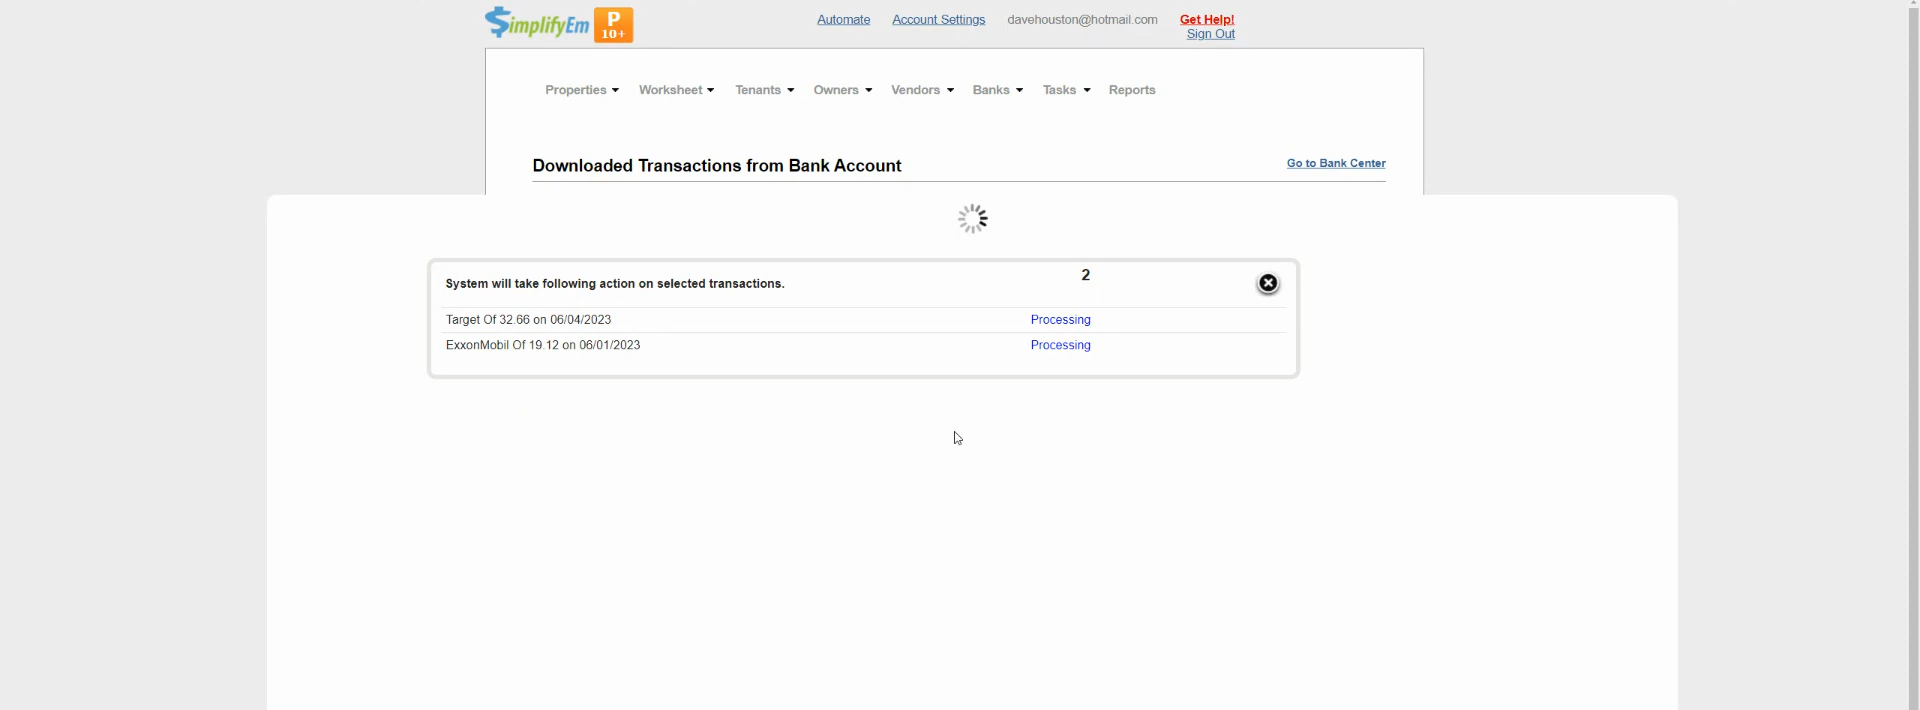 SimplifyEm P 10+
Automate Account Settings davehouston@hotmail.com Get Help!
Sign Out
Properties Worksheet Tenants Owners Vendors Banks Tasks Reports
Downloaded Transactions from Bank Account Go to Bank Center
System will take following action on selected transactions. 2
Target Of 32.66 on 06/04/2023 Processing
ExxonMobil Of 19.12 on 06/01/2023 Processing